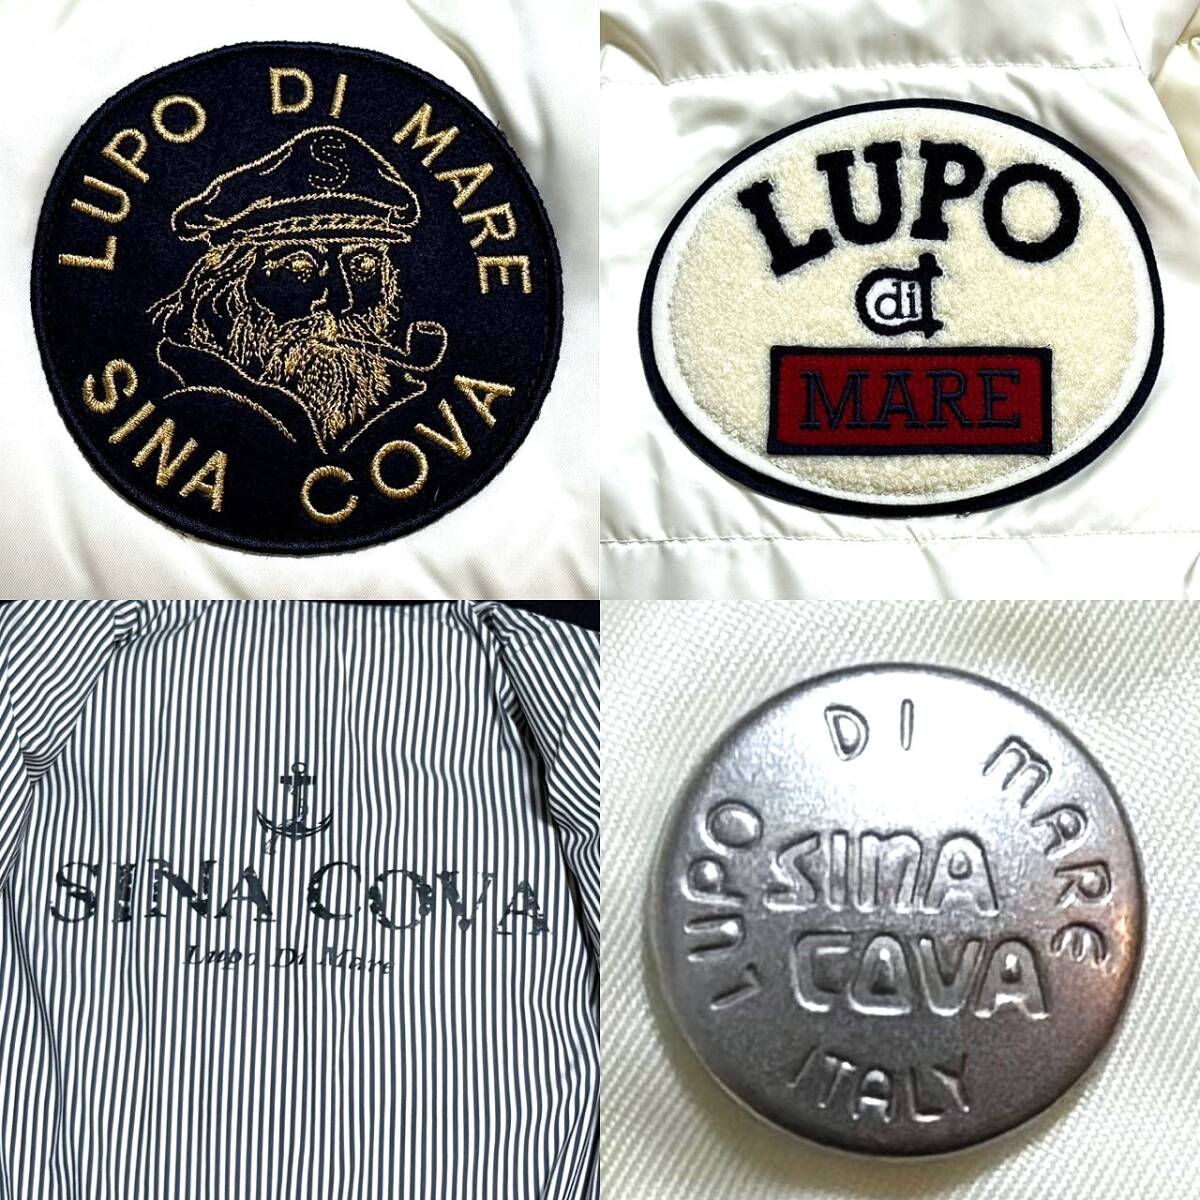 LUPO DI MARE
S
SINA COVA
LUPO
di
MARE
SINA COVA
Lupo Di Mare
LUPO DI MARE
SINA
COVA
ITALY